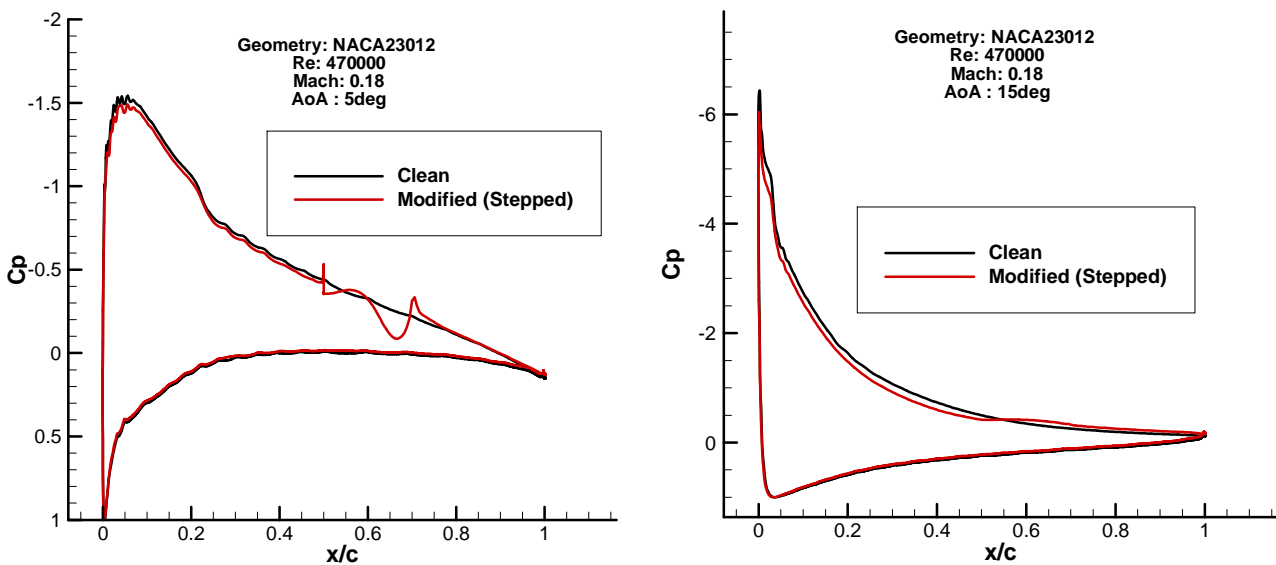 -2
-1.5
-1
-0.5
0
0.5
1
Cp
Geometry: NACA23012
Re: 470000
Mach: 0.18
AoA : 5deg
Clean
Modified (Stepped)
0
0.2
0.4
0.6
0.8
1
x/c
-6
-4
-2
0
Cp
Geometry: NACA23012
Re: 470000
Mach: 0.18
AoA : 15deg
Clean
Modified (Stepped)
0
0.2
0.4
0.6
0.8
1
x/c